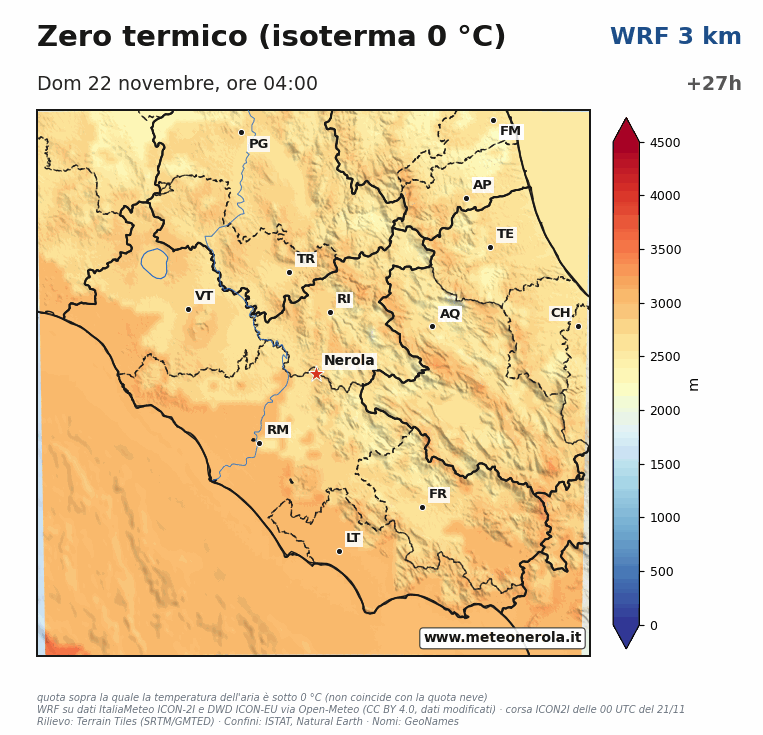 Zero termico (isoterma 0 °C)
WRF 3 km
Dom 22 novembre, ore 04:00
+27h
PG
FM
AP
TE
TR
VT
RI
AQ
CH
Nerola
RM
FR
LT
www.meteonerola.it
4500
4000
3500
3000
2500
2000
1500
1000
500
0
m
quota sopra la quale la temperatura dell'aria è sotto 0 °C (non coincide con la quota neve)
WRF su dati ItaliaMeteo ICON-2I e DWD ICON-EU via Open-Meteo (CC BY 4.0, dati modificati) · corsa ICON2I delle 00 UTC del 21/11
Rilievo: Terrain Tiles (SRTM/GMTED) · Confini: ISTAT, Natural Earth · Nomi: GeoNames